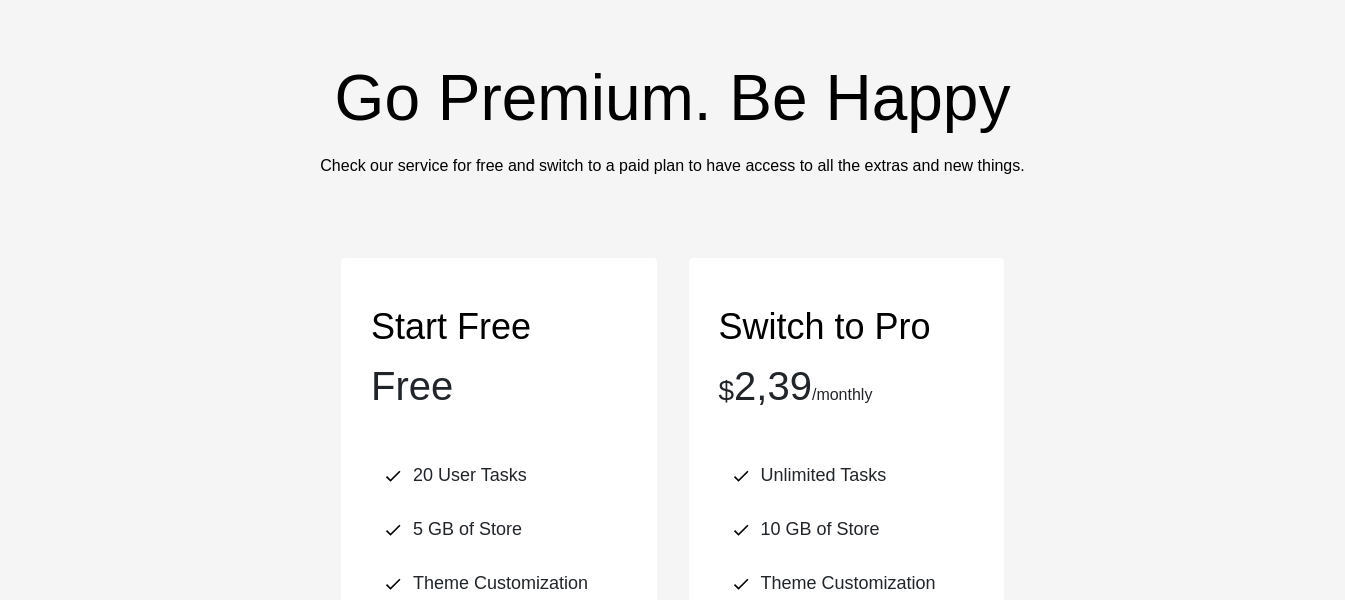 Go Premium. Be Happy
Check our service for free and switch to a paid plan to have access to all the extras and new things.
Start Free
Free
20 User Tasks
5 GB of Store
Theme Customization
Switch to Pro
$2,39/monthly
Unlimited Tasks
10 GB of Store
Theme Customization